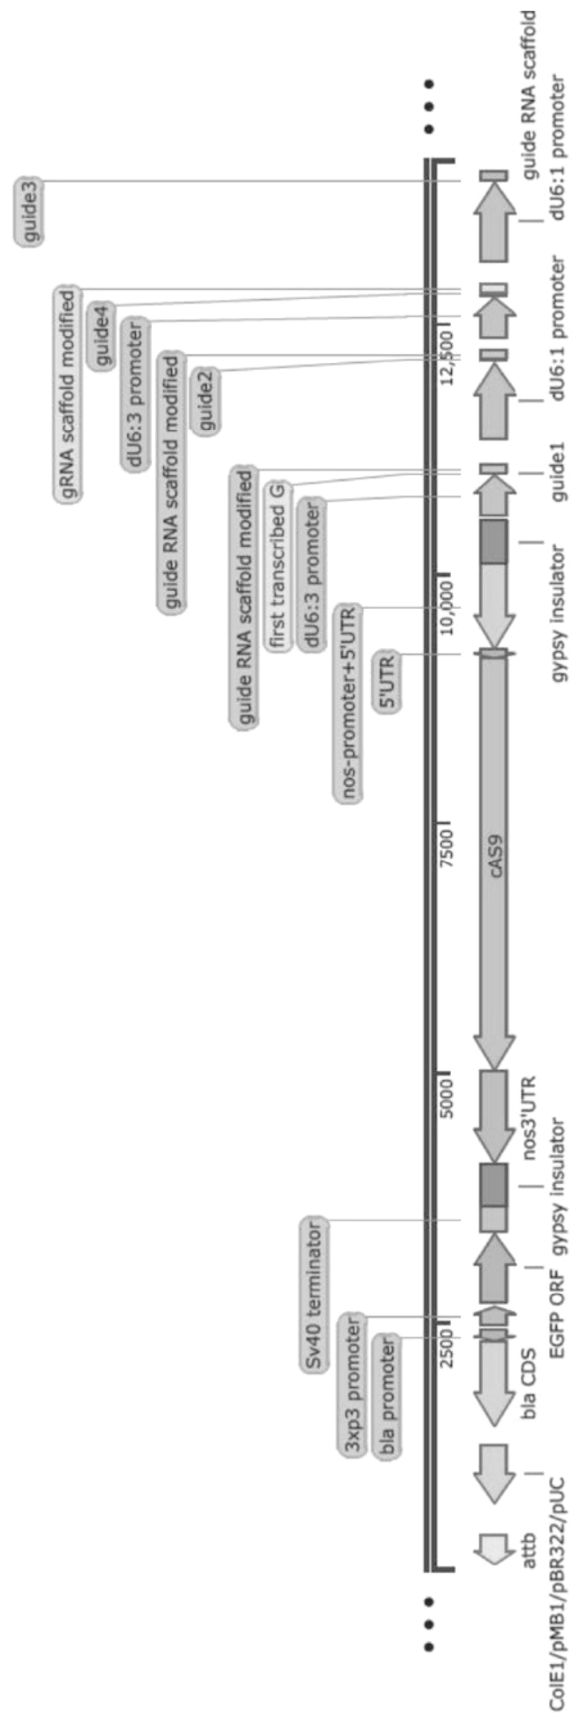 guide3
gRNA scaffold modified
guide4
dU6:3 promoter
guide RNA scaffold modified
guide2
guide RNA scaffold modified
first transcribed G
dU6:3 promoter
nos-promoter+5'UTR
5'UTR
Sv40 terminator
3xp3 promoter
bla promoter
2500
5000
7500
10,000
12,500
cAS9
attb
bla CDS
nos3'UTR
guide RNA scaffold
ColE1/pMB1/pBR322/pUC
EGFP ORF
gypsy insulator
gypsy insulator
guide1
dU6:1 promoter
dU6:1 promoter